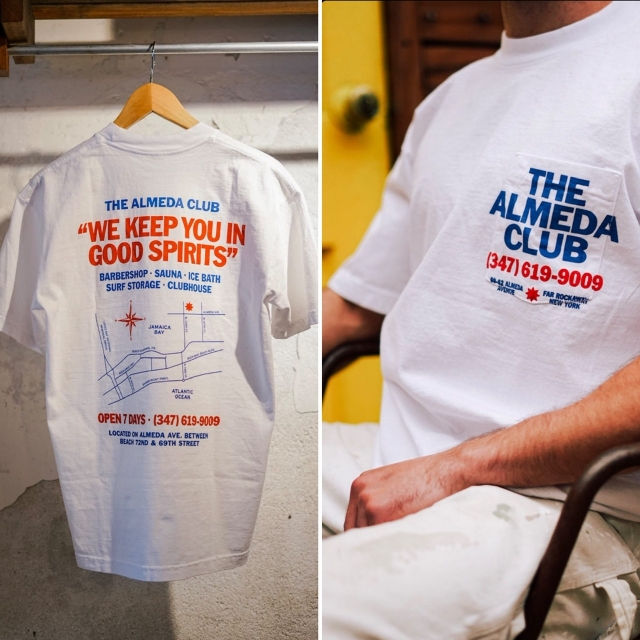 THE ALMEDA CLUB
“WE KEEP YOU IN
GOOD SPIRITS”
BARBERSHOP · SAUNA · ICE BATH
SURF STORAGE · CLUBHOUSE
JAMAICA
BAY
ATLANTIC
OCEAN
OPEN 7 DAYS · (347) 619-9009
LOCATED ON ALMEDA AVE. BETWEEN
BEACH 72ND & 69TH STREET
THE
ALMEDA
CLUB
(347) 619-9009
ALMEDA
AVENUE
FAR ROCKAWAY
NEW YORK